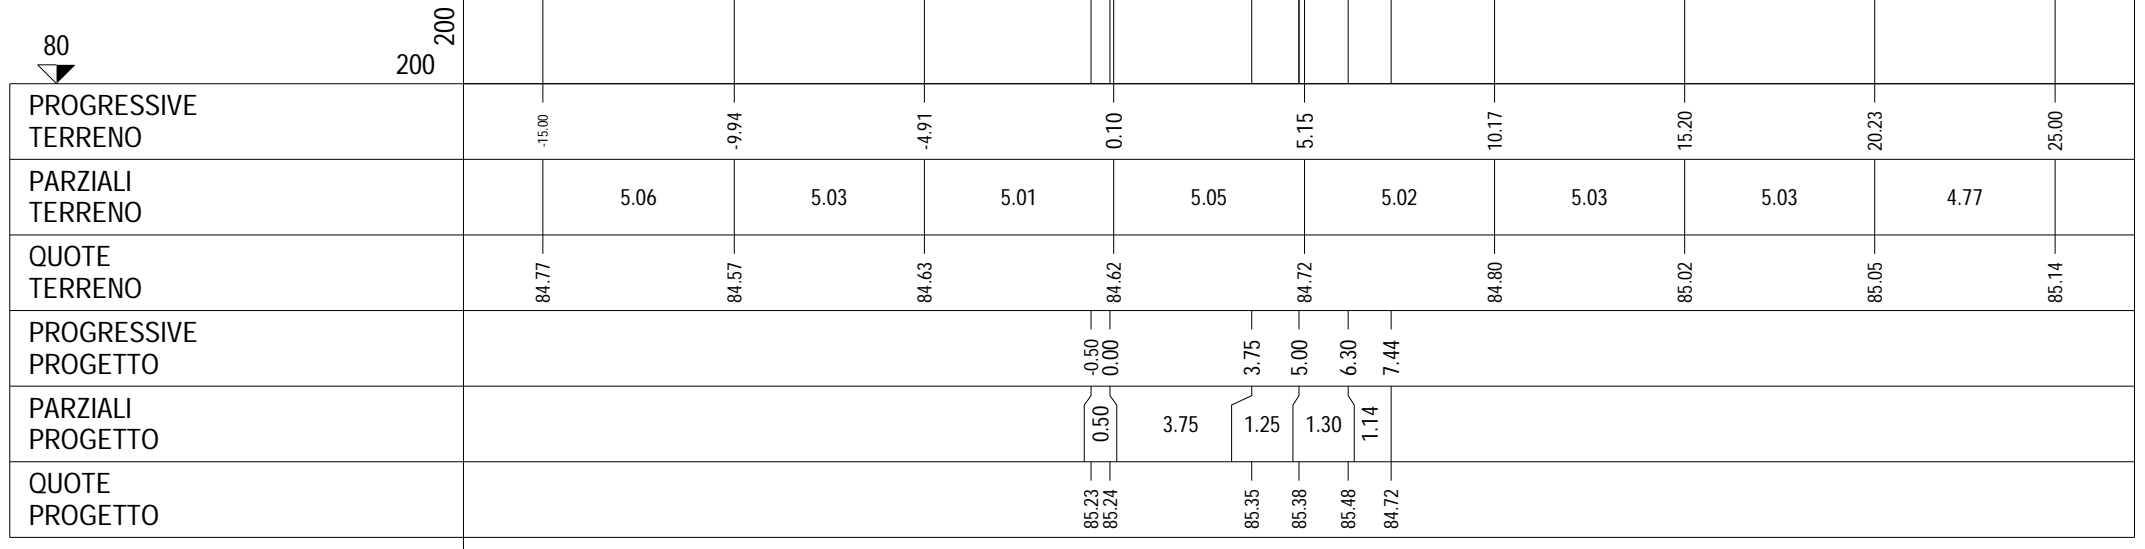 200
80
200
PROGRESSIVE
TERRENO
-15.00 -9.94 -4.91 0.10 5.15 10.17 15.20 20.23 25.00
PARZIALI
TERRENO
5.06 5.03 5.01 5.05 5.02 5.03 5.03 4.77
QUOTE
TERRENO
84.77 84.57 84.63 84.62 84.72 84.80 85.02 85.05 85.14
PROGRESSIVE
PROGETTO
-0.50 0.00 3.75 5.00 6.30 7.44
PARZIALI
PROGETTO
0.50 3.75 1.25 1.30 1.14
QUOTE
PROGETTO
85.23 85.24 85.35 85.38 85.48 84.72